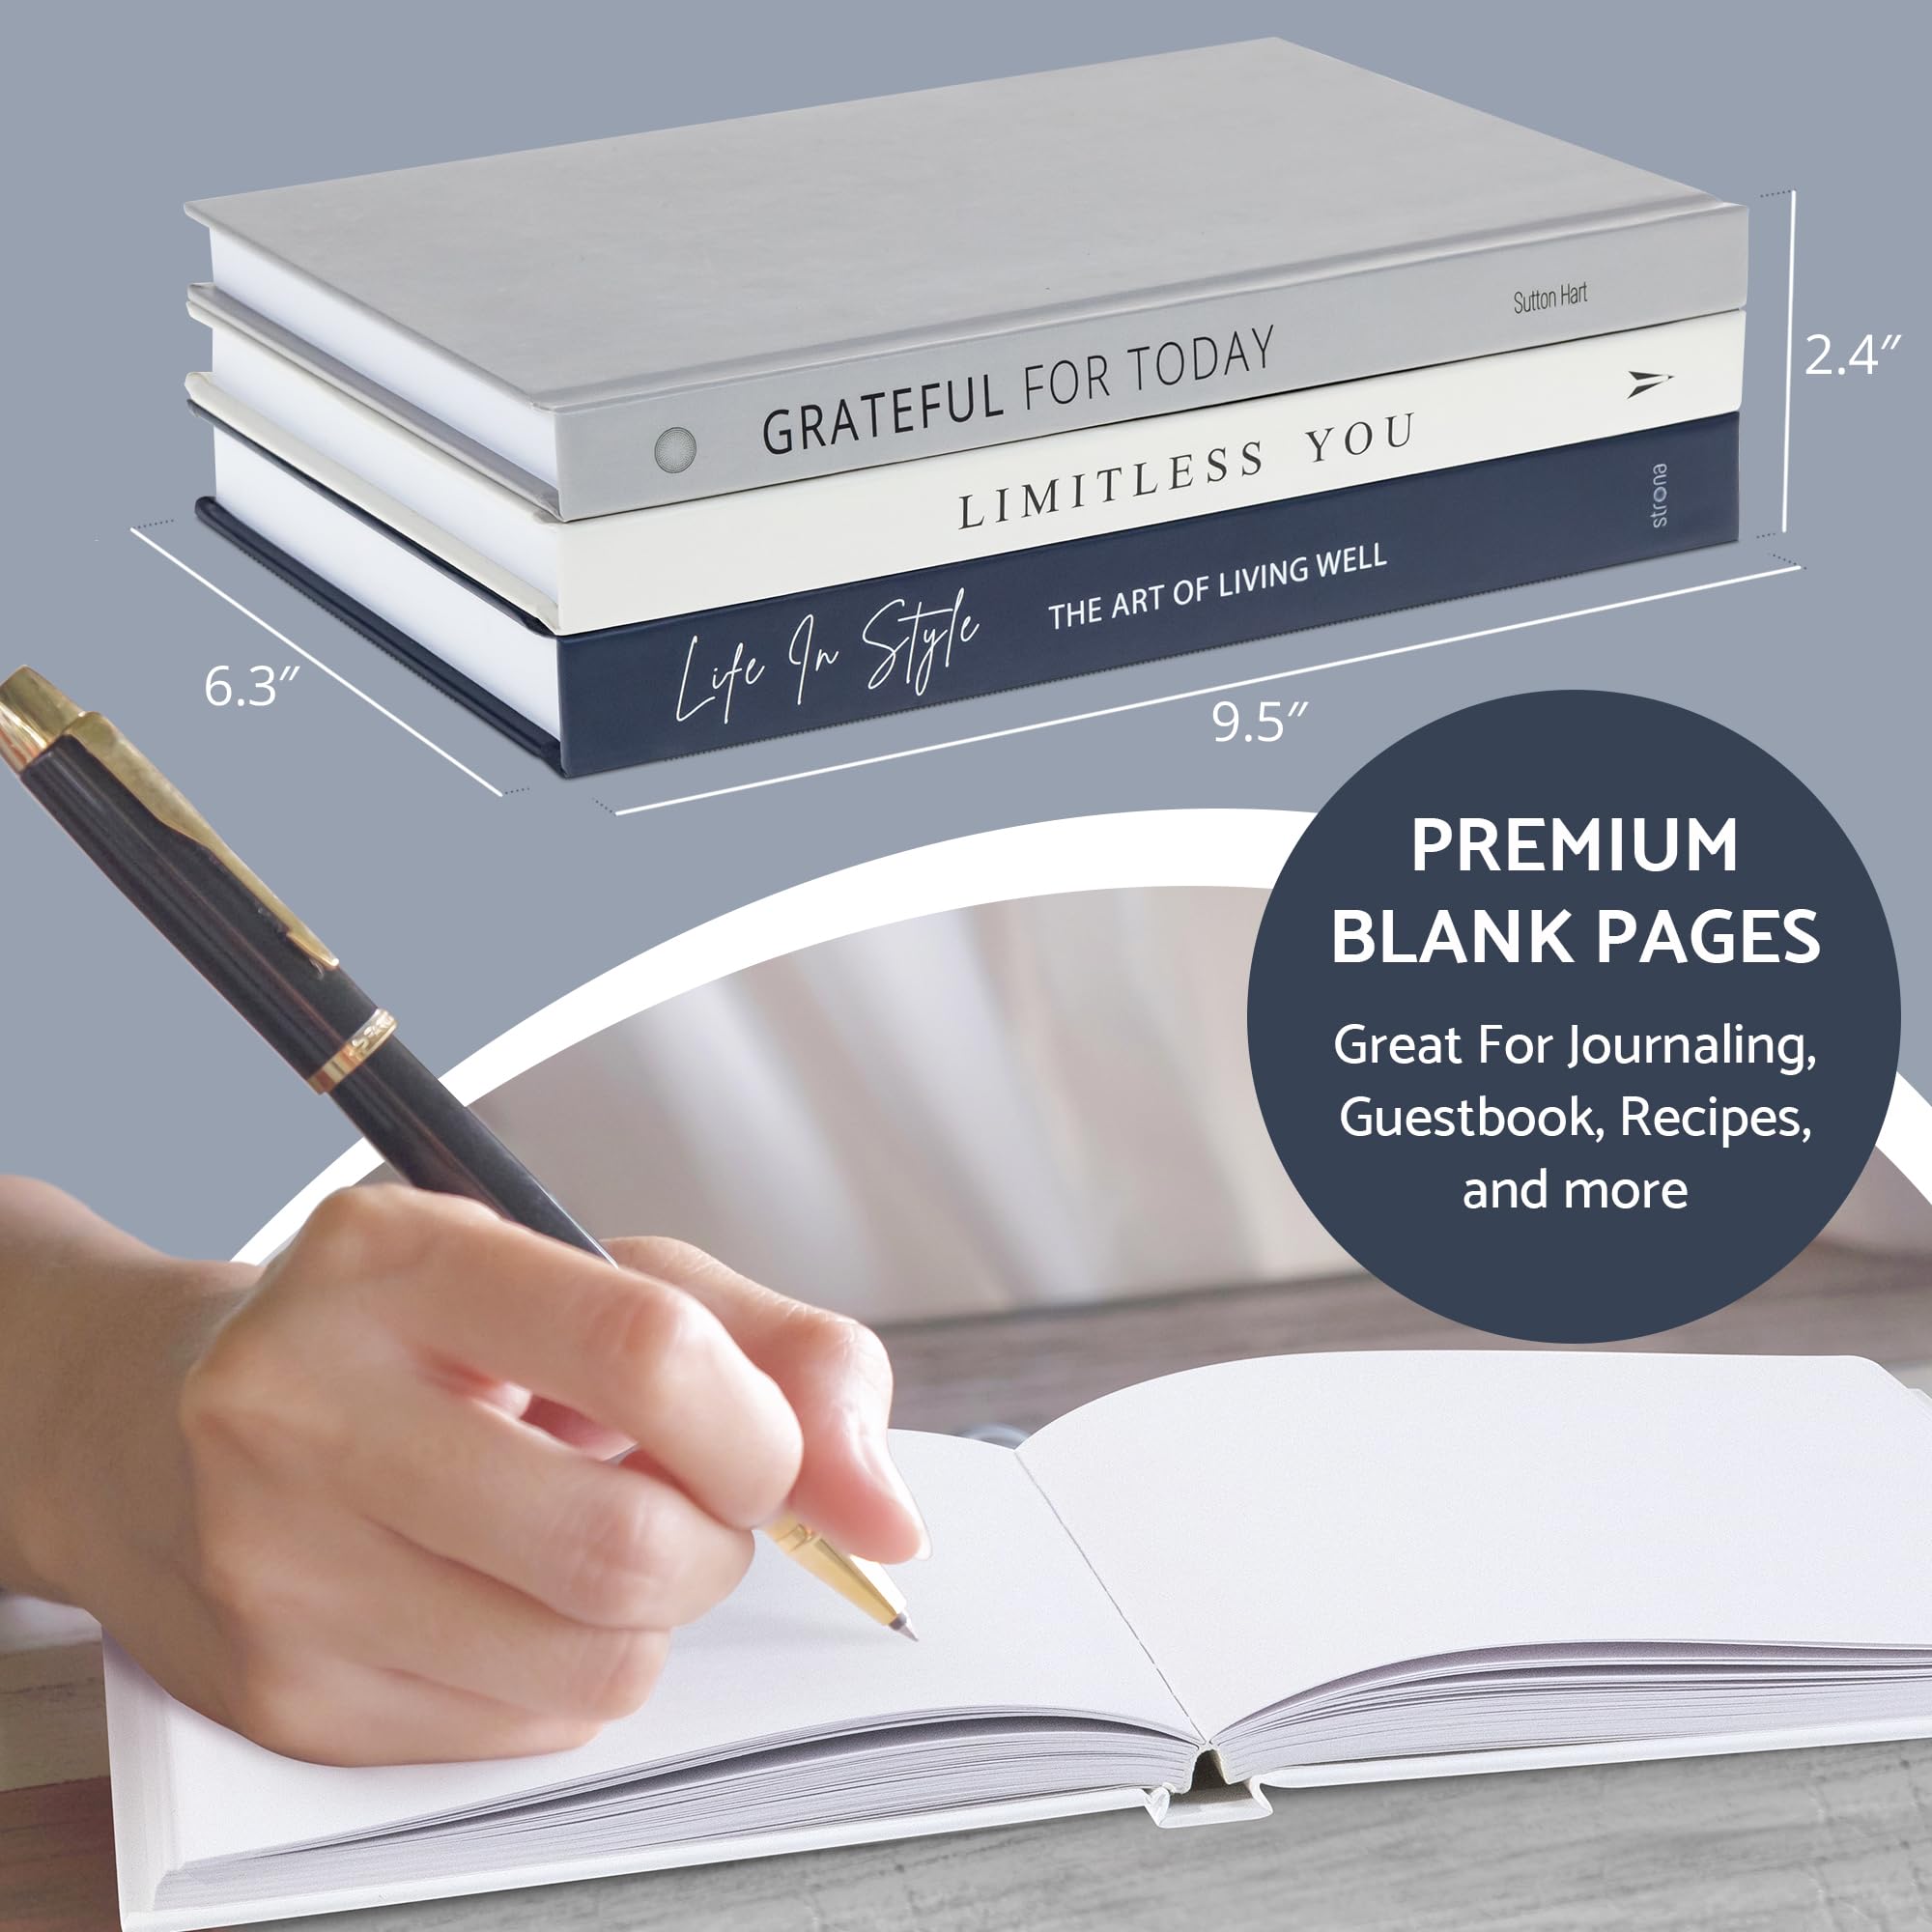 GRATEFUL FOR TODAY
Sutton Hart
LIMITLESS YOU
Life In Style THE ART OF LIVING WELL
strona
2.4″
6.3″
9.5″
PREMIUM
BLANK PAGES
Great For Journaling,
Guestbook, Recipes,
and more